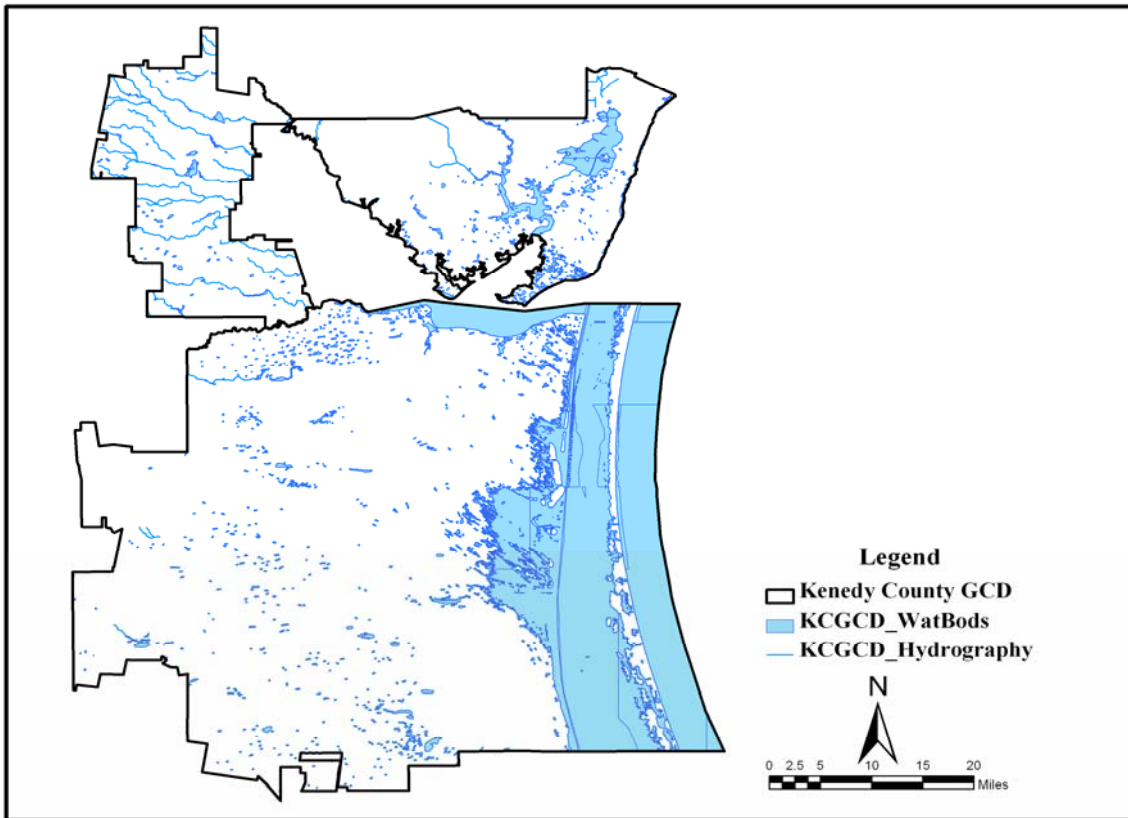 Legend
Kenedy County GCD
KCGCD_WatBods
KCGCD_Hydrography
N
0 2.5 5 10 15 20
Miles